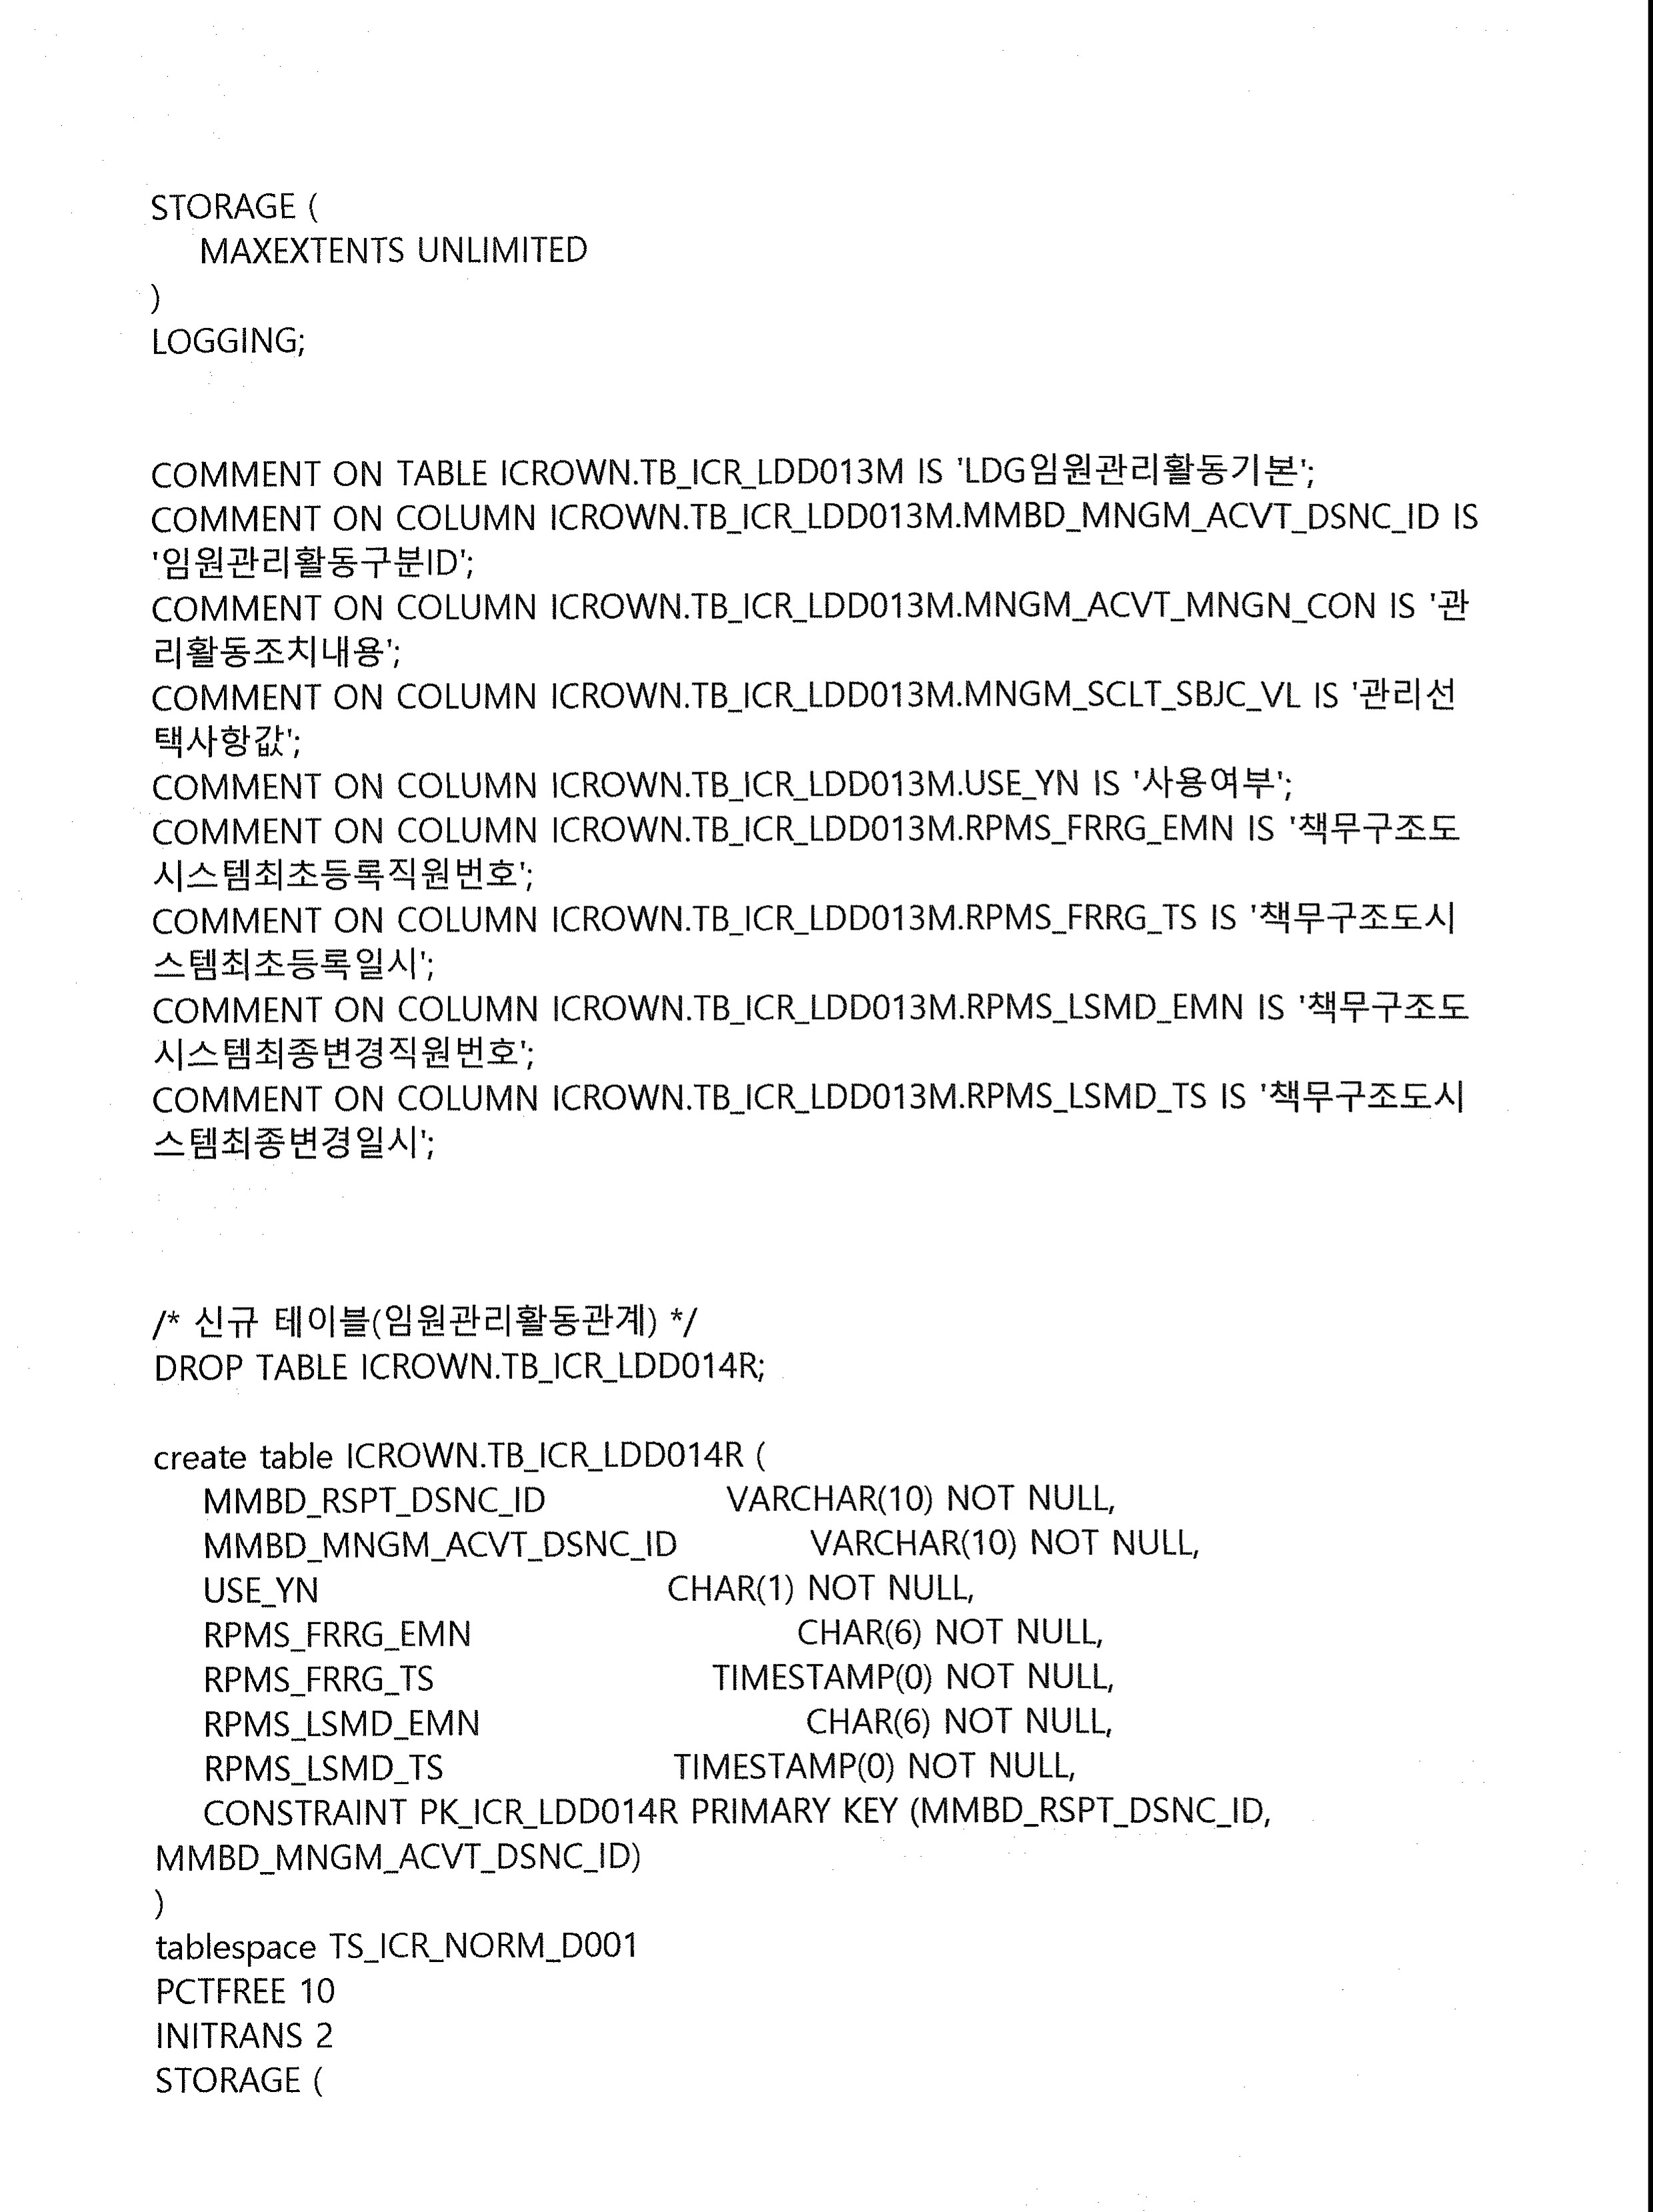 STORAGE (
MAXEXTENTS UNLIMITED
)
LOGGING;
COMMENT ON TABLE ICROWN.TB_ICR_LDD013M IS 'LDG임원관리활동기본';
COMMENT ON COLUMN ICROWN.TB_ICR_LDD013M.MMBD_MNGM_ACVT_DSNC_ID IS
'임원관리활동구분ID';
COMMENT ON COLUMN ICROWN.TB_ICR_LDD013M.MNGM_ACVT_MNGN_CON IS '관
리활동조치내용';
COMMENT ON COLUMN ICROWN.TB_ICR_LDD013M.MNGM_SCLT_SBJC_VL IS '관리선
택사항값';
COMMENT ON COLUMN ICROWN.TB_ICR_LDD013M.USE_YN IS '사용여부';
COMMENT ON COLUMN ICROWN.TB_ICR_LDD013M.RPMS_FRRG_EMN IS '책무구조도
시스템최초등록직원번호';
COMMENT ON COLUMN ICROWN.TB_ICR_LDD013M.RPMS_FRRG_TS IS '책무구조도시
스템최초등록일시';
COMMENT ON COLUMN ICROWN.TB_ICR_LDD013M.RPMS_LSMD_EMN IS '책무구조도
시스템최종변경직원번호';
COMMENT ON COLUMN ICROWN.TB_ICR_LDD013M.RPMS_LSMD_TS IS '책무구조도시
스템최종변경일시';
/* 신규 테이블(임원관리활동관계) */
DROP TABLE ICROWN.TB_ICR_LDD014R;
create table ICROWN.TB_ICR_LDD014R (
MMBD_RSPT_DSNC_ID VARCHAR(10) NOT NULL,
MMBD_MNGM_ACVT_DSNC_ID VARCHAR(10) NOT NULL,
USE_YN CHAR(1) NOT NULL,
RPMS_FRRG_EMN CHAR(6) NOT NULL,
RPMS_FRRG_TS TIMESTAMP(0) NOT NULL,
RPMS_LSMD_EMN CHAR(6) NOT NULL,
RPMS_LSMD_TS TIMESTAMP(0) NOT NULL,
CONSTRAINT PK_ICR_LDD014R PRIMARY KEY (MMBD_RSPT_DSNC_ID,
MMBD_MNGM_ACVT_DSNC_ID)
)
tablespace TS_ICR_NORM_D001
PCTFREE 10
INITRANS 2
STORAGE (